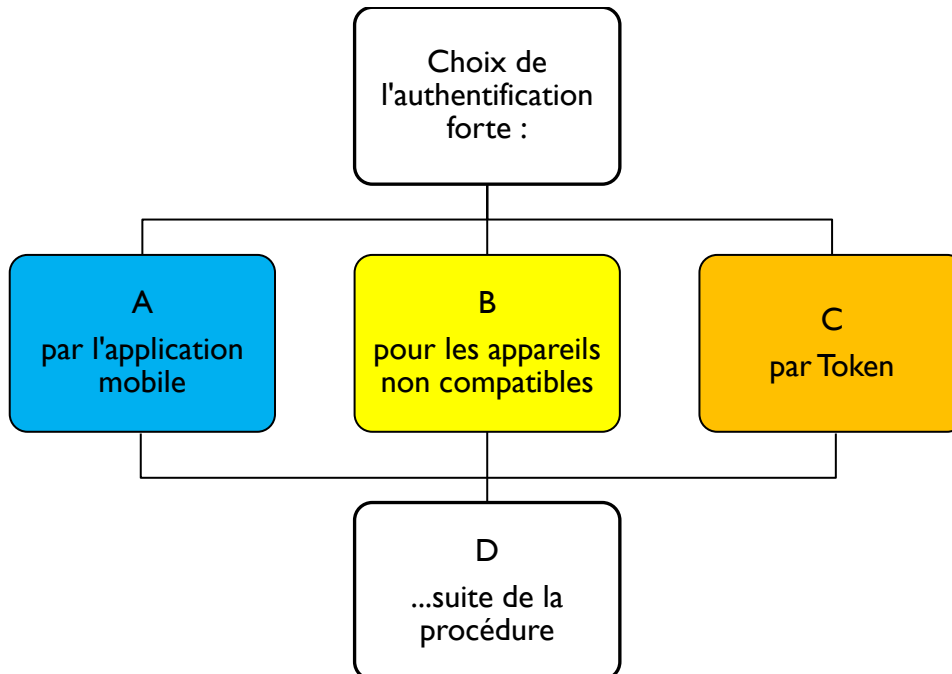 Choix de
l'authentification
forte :
A
par l'application
mobile
B
pour les appareils
non compatibles
C
par Token
D
...suite de la
procédure